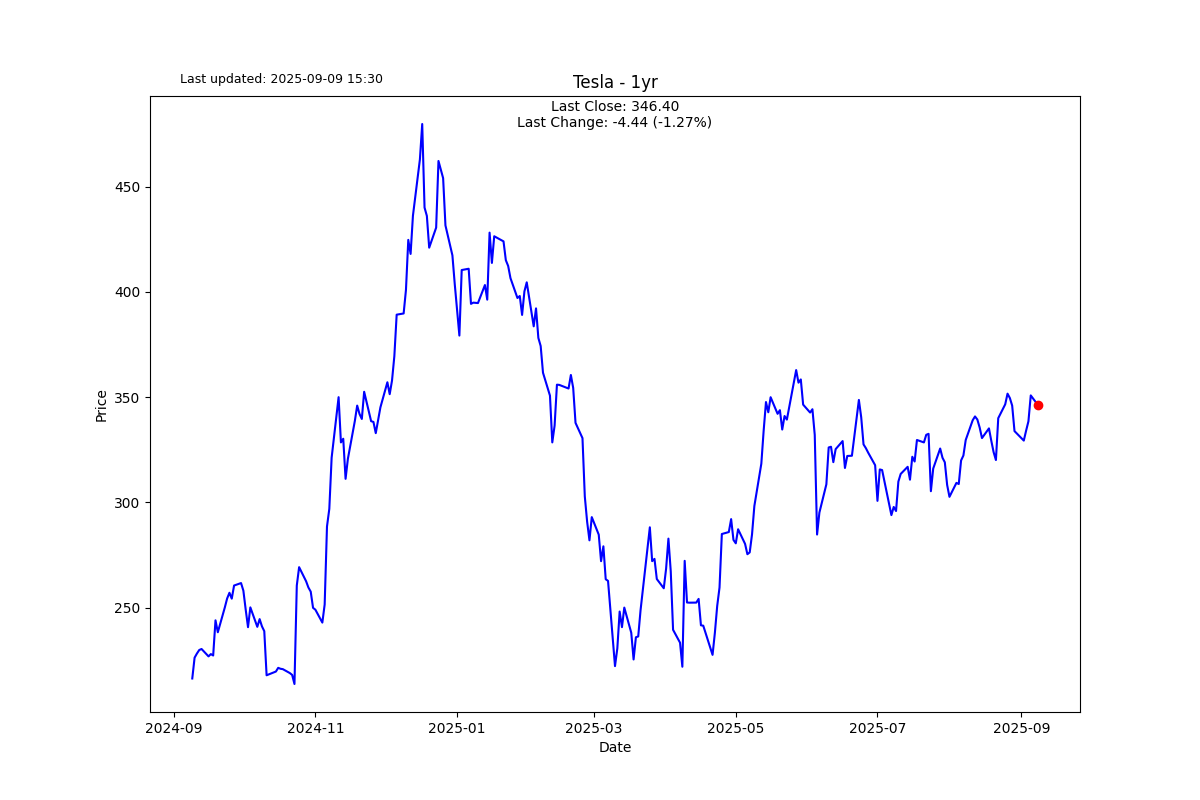 Last updated: 2025-09-09 15:30
Tesla - 1yr
Last Close: 346.40
Last Change: -4.44 (-1.27%)
Price
450
400
350
300
250
2024-09
2024-11
2025-01
2025-03
2025-05
2025-07
2025-09
Date